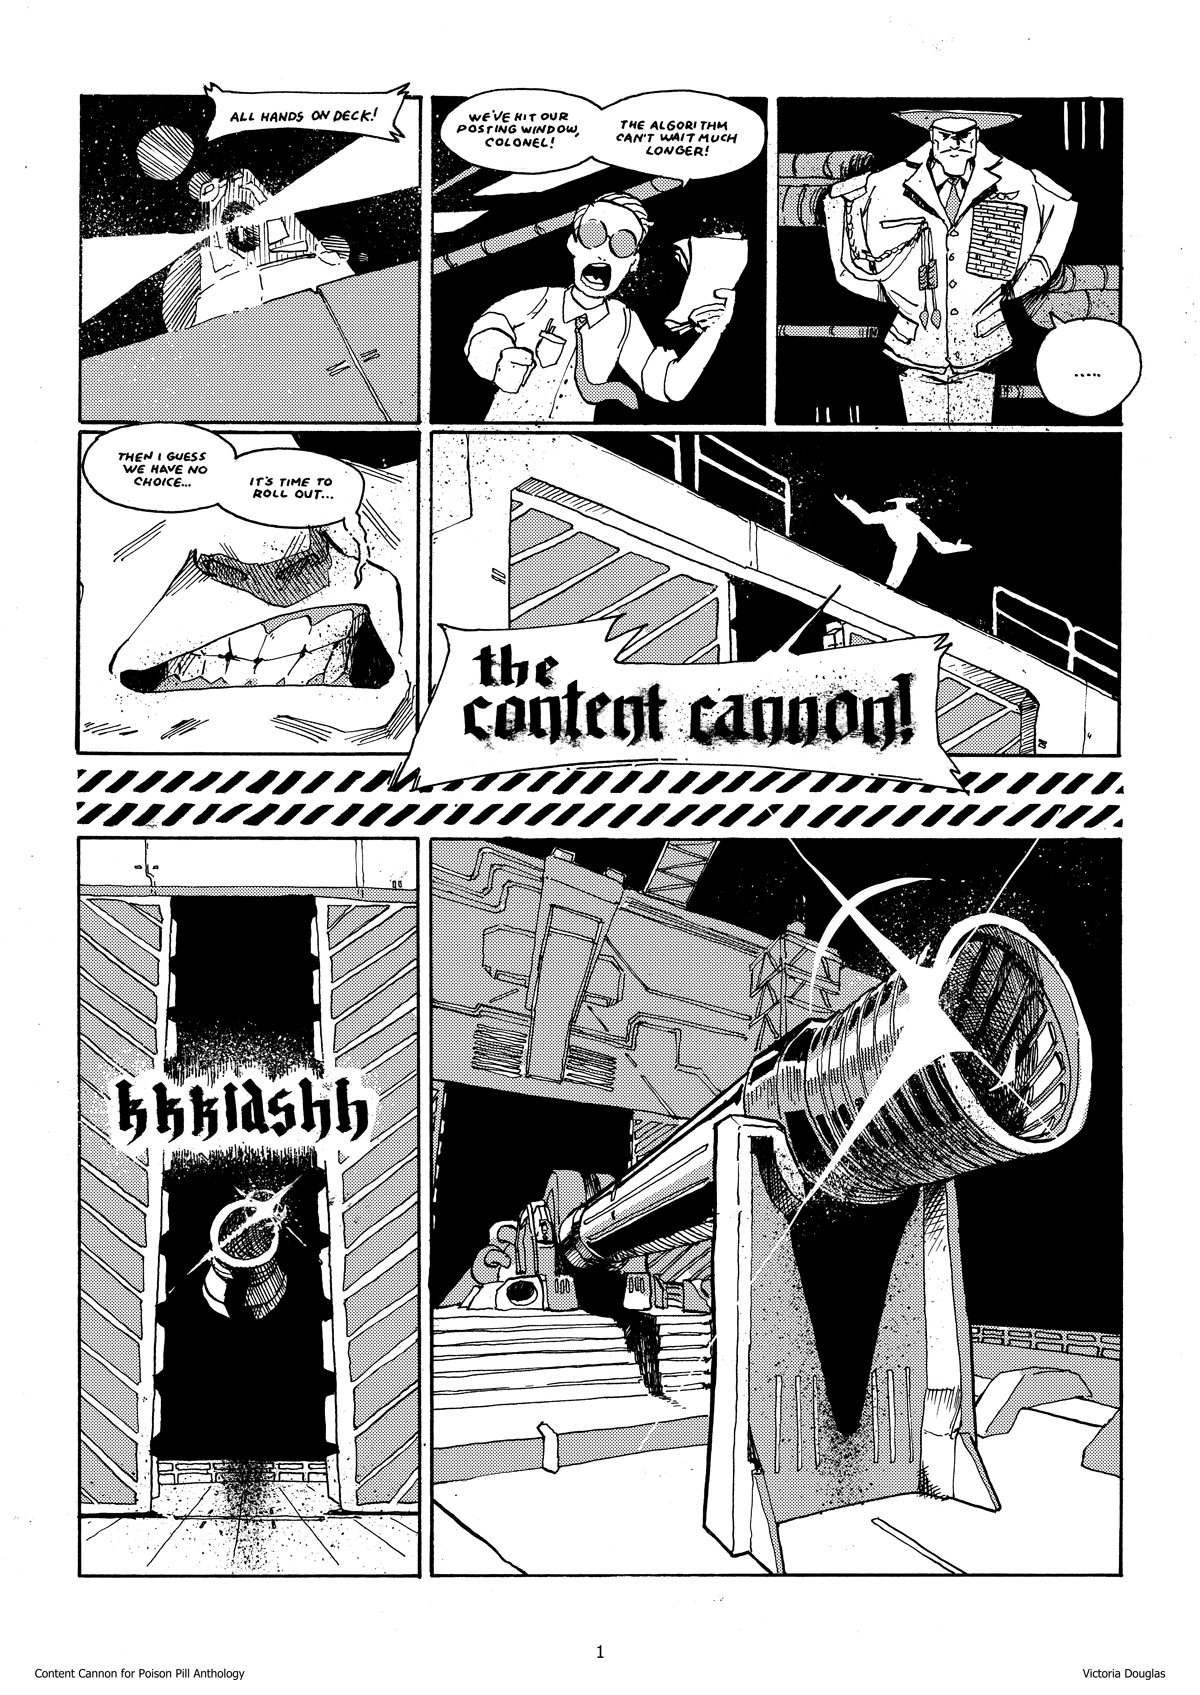 ALL HANDS ON DECK!
WE'VE HIT OUR
POSTING WINDOW,
COLONEL!
THE ALGORITHM
CAN'T WAIT MUCH
LONGER!
.....
THEN I GUESS
WE HAVE NO
CHOICE...
IT'S TIME TO
ROLL OUT...
the
content cannon!
kkklashh
1
Content Cannon for Poison Pill Anthology
Victoria Douglas